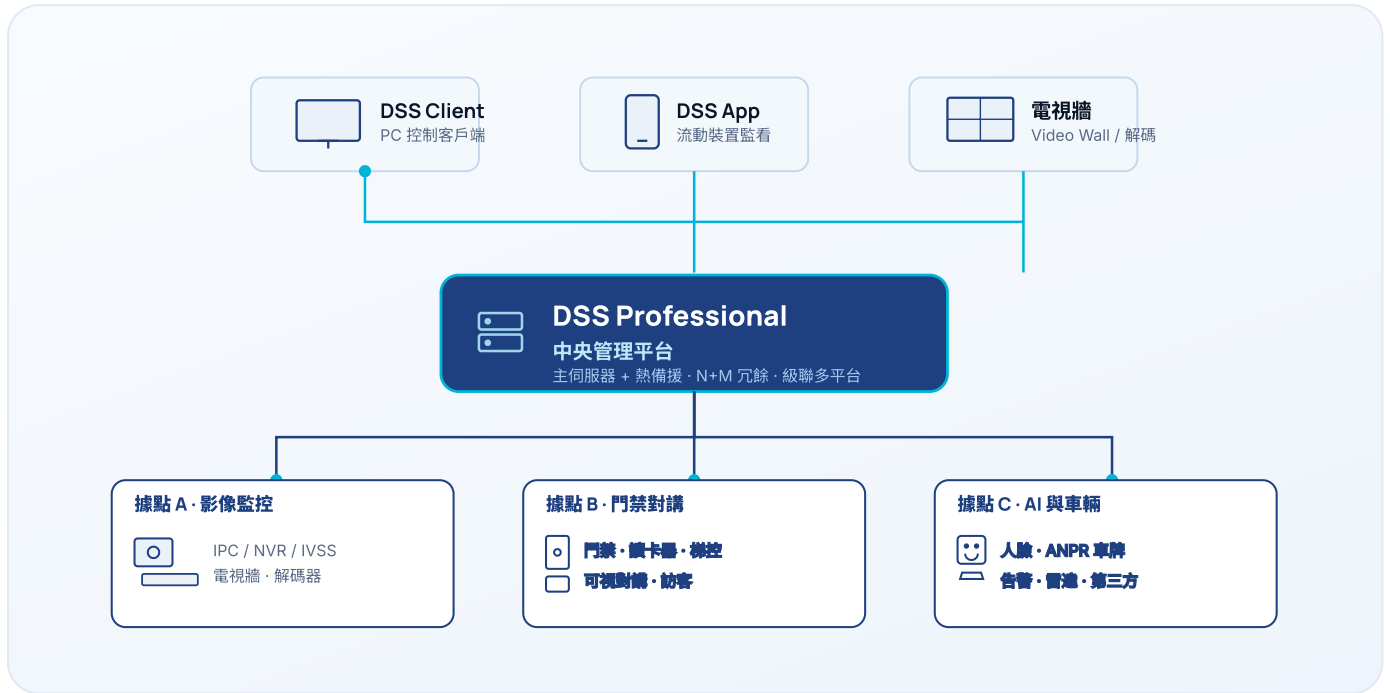 DSS Client
PC 控制客戶端
DSS App
流動裝置監看
電視牆
Video Wall / 解碼
DSS Professional
中央管理平台
主伺服器 + 熱備援 · N+M 冗餘 · 級聯多平台
據點 A · 影像監控
IPC / NVR / IVSS
電視牆 · 解碼器
據點 B · 門禁對講
門禁 · 讀卡器 · 梯控
可視對講 · 訪客
據點 C · AI 與車輛
人臉 · ANPR 車牌
告警 · 雷達 · 第三方